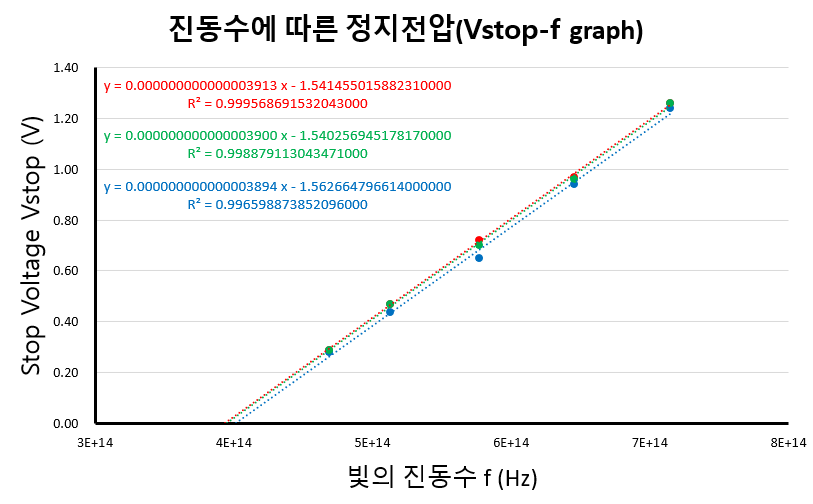 진동수에 따른 정지전압(Vstop-f graph)
1.40
1.20
1.00
0.80
0.60
0.40
0.20
0.00
y = 0.000000000000003913 x - 1.541455015882310000
R² = 0.999568691532043000
y = 0.000000000000003900 x - 1.540256945178170000
R² = 0.998879113043471000
y = 0.000000000000003894 x - 1.562664796614000000
R² = 0.996598873852096000
Stop Voltage Vstop (V)
3E+14 4E+14 5E+14 6E+14 7E+14 8E+14
빛의 진동수 f (Hz)